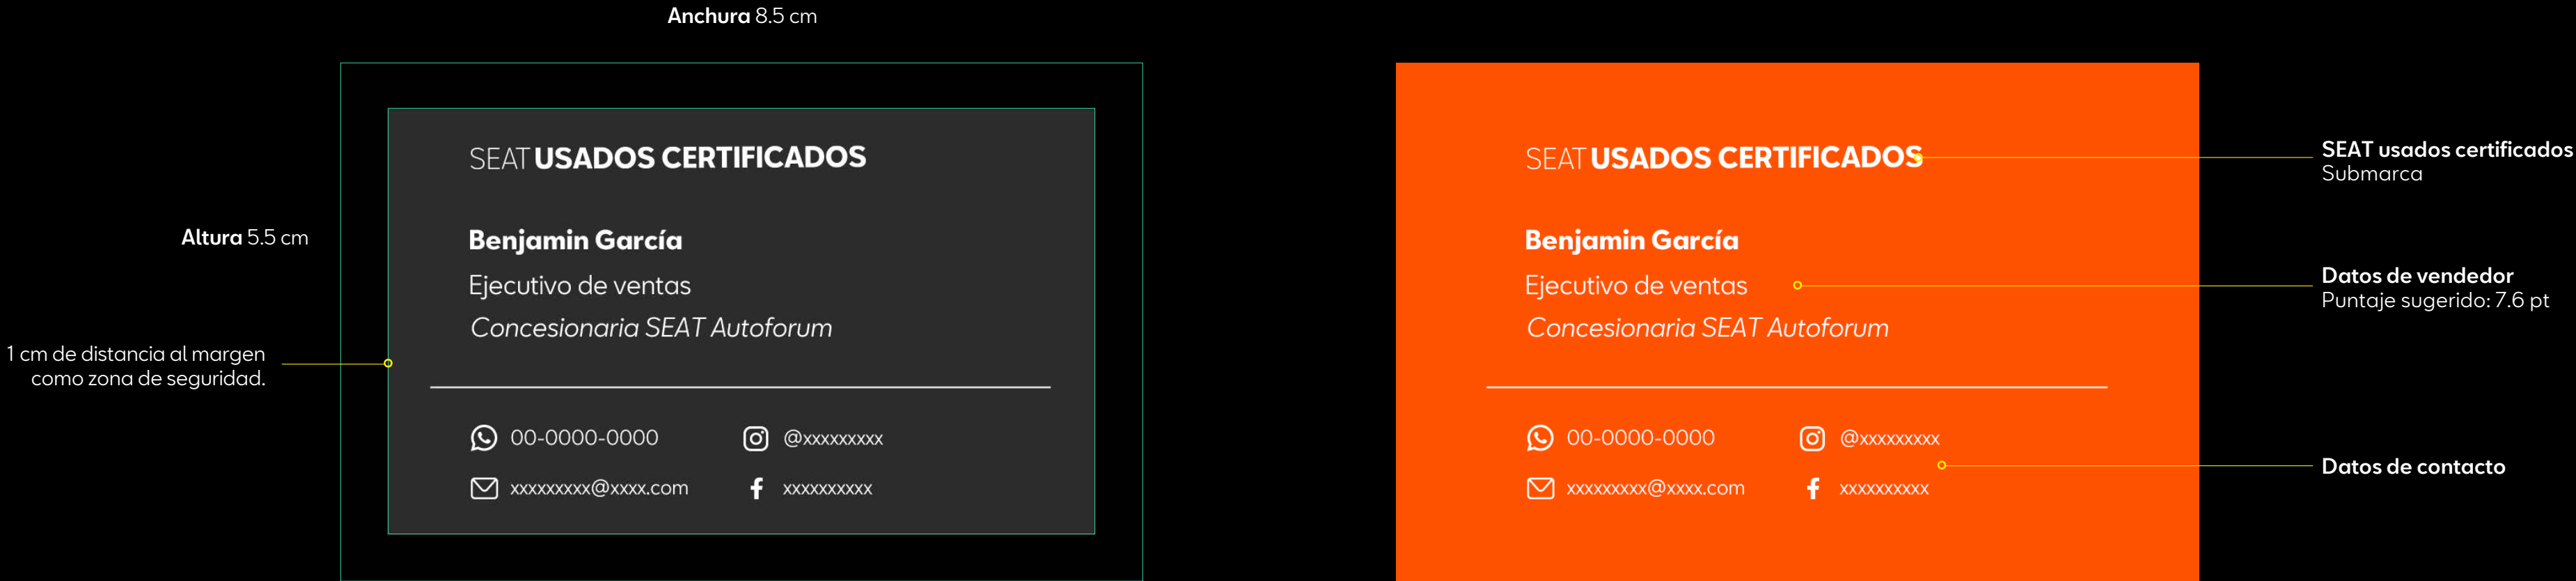 Anchura 8.5 cm
Altura 5.5 cm
1 cm de distancia al margen
como zona de seguridad.
SEAT USADOS CERTIFICADOS
Benjamin García
Ejecutivo de ventas
Concesionaria SEAT Autoforum
00-0000-0000
@xxxxxxxxx
xxxxxxxxx@xxxx.com
xxxxxxxxxx
SEAT USADOS CERTIFICADOS
Benjamin García
Ejecutivo de ventas
Concesionaria SEAT Autoforum
00-0000-0000
@xxxxxxxxx
xxxxxxxxx@xxxx.com
xxxxxxxxxx
SEAT usados certificados
Submarca
Datos de vendedor
Puntaje sugerido: 7.6 pt
Datos de contacto